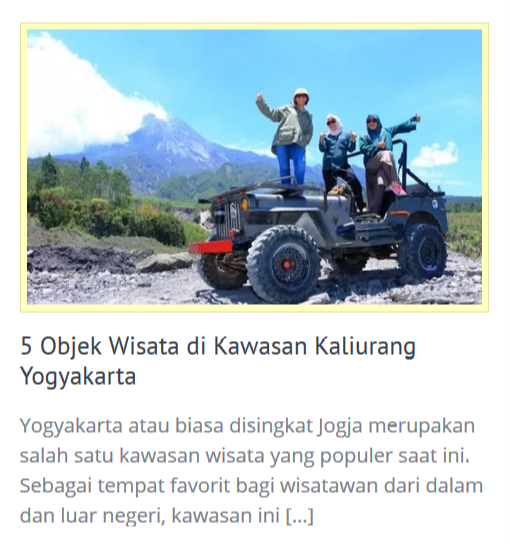 5 Objek Wisata di Kawasan Kaliurang
Yogyakarta
Yogyakarta atau biasa disingkat Jogja merupakan
salah satu kawasan wisata yang populer saat ini.
Sebagai tempat favorit bagi wisatawan dari dalam
dan luar negeri, kawasan ini [...]